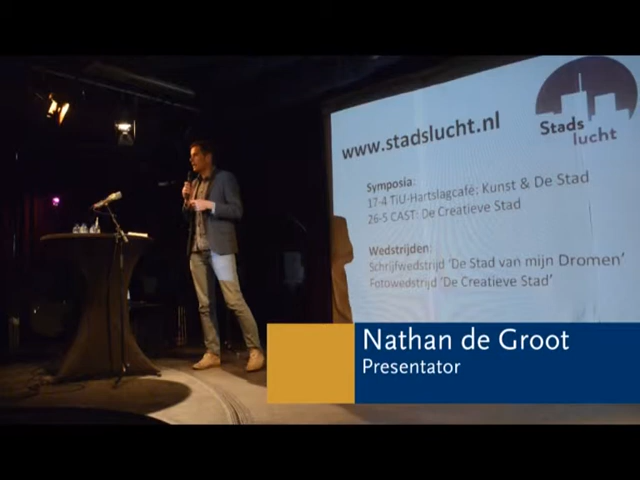 www.stadslucht.nl
Stads
lucht
Symposia:
17-4 TiU-Hartslagcafé: Kunst & De Stad
26-5 CAST: De Creatieve Stad
Wedstrijden:
Schrijfwedstrijd 'De Stad van mijn Dromen'
Fotowedstrijd 'De Creatieve Stad'
Nathan de Groot
Presentator